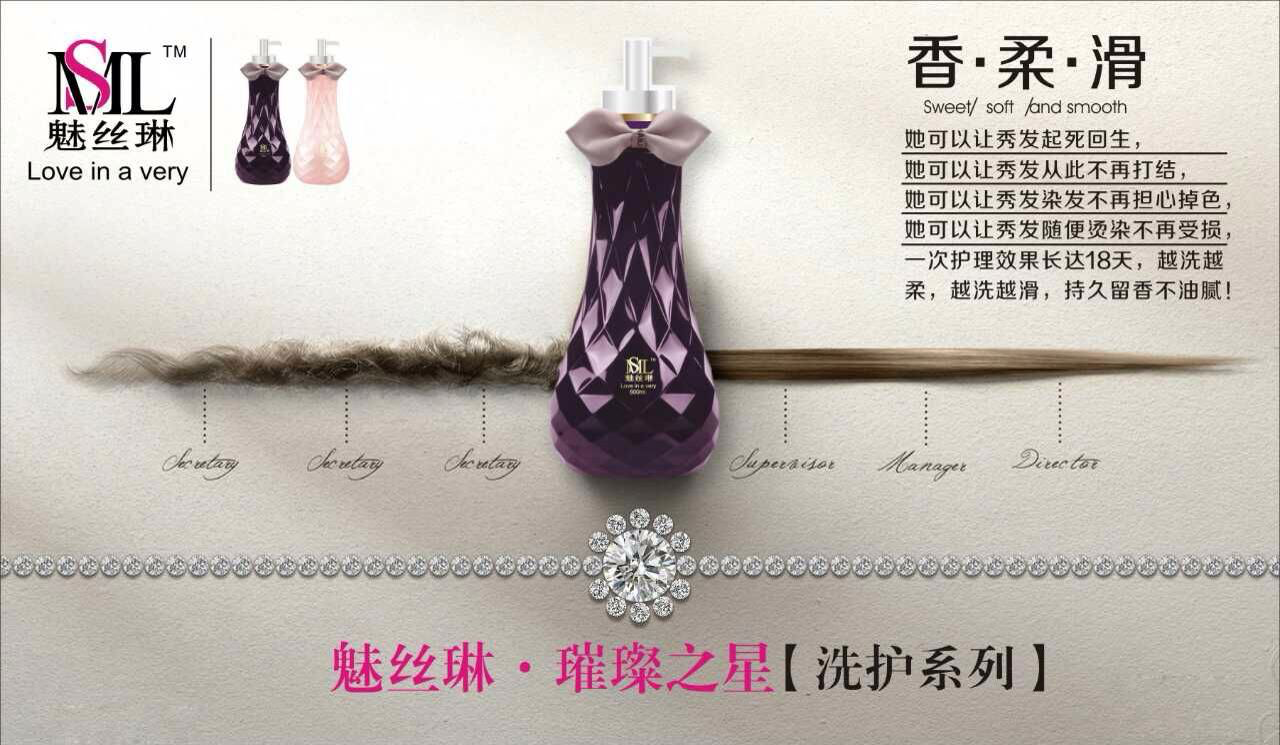 MSL™
魅丝琳
Love in a very
香·柔·滑
Sweet/ soft /and smooth
她可以让秀发起死回生，
她可以让秀发从此不再打结，
她可以让秀发染发不再担心掉色，
她可以让秀发随便烫染不再受损，
一次护理效果长达18天，越洗越
柔，越洗越滑，持久留香不油腻！
MSL™
魅丝琳
Love in a very
500ml
Secretary
Secretary
Secretary
Supervisor
Manager
Director
魅丝琳·璀璨之星【洗护系列】